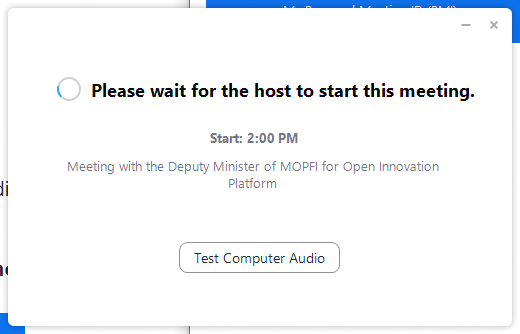 Please wait for the host to start this meeting.
Start: 2:00 PM
Meeting with the Deputy Minister of MOPFI for Open Innovation
Platform
Test Computer Audio